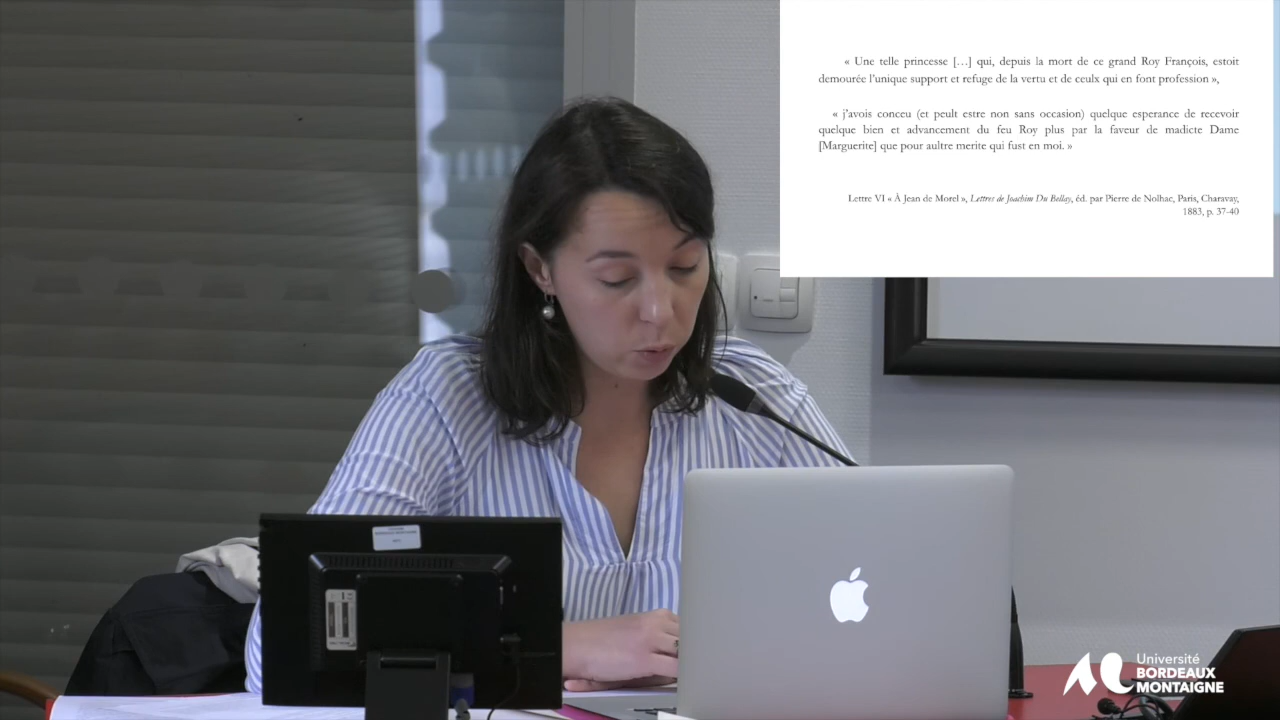 « Une telle princesse […] qui, depuis la mort de ce grand Roy François, estoit
demourée l'unique support et refuge de la vertu et de ceulx qui en font profession »,
« j'avois conceu (et peult estre non sans occasion) quelque esperance de recevoir
quelque bien et advancement du feu Roy plus par la faveur de madicte Dame
[Marguerite] que pour aultre merite qui fust en moi. »
Lettre VI « À Jean de Morel », Lettres de Joachim Du Bellay, éd. par Pierre de Nolhac, Paris, Charavay,
1883, p. 37-40
Université
BORDEAUX
MONTAIGNE